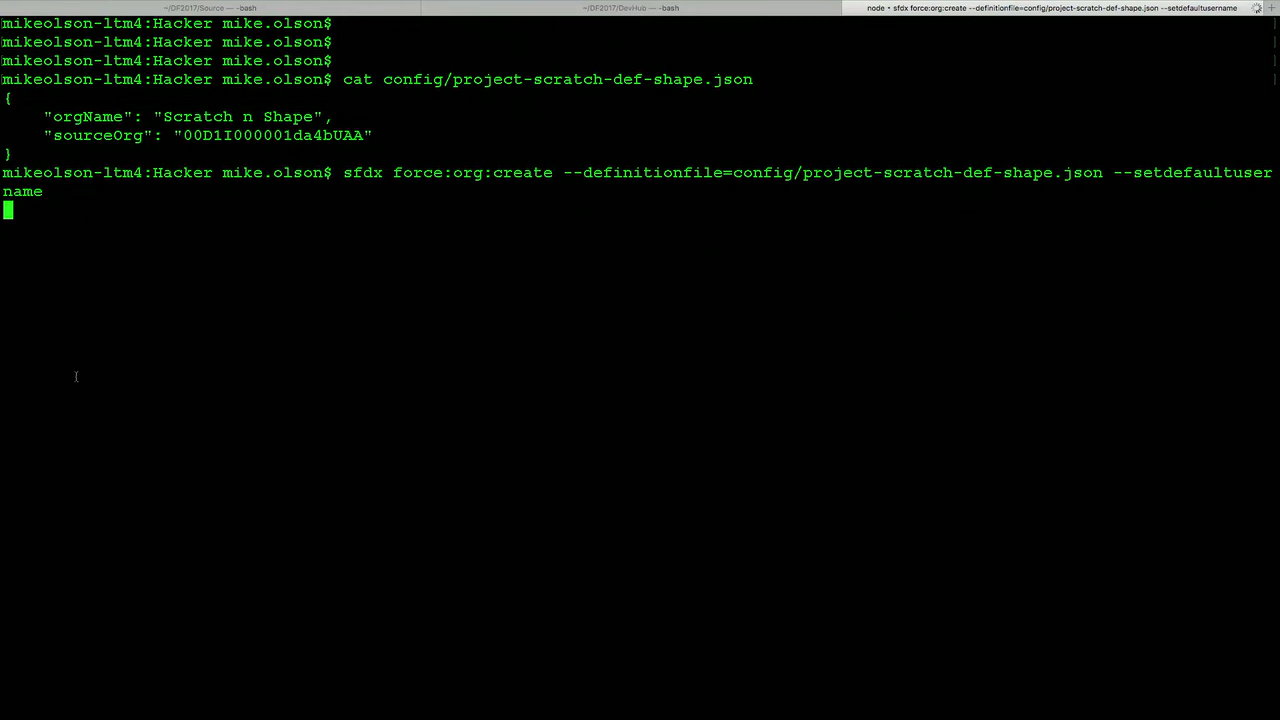 ~/DF2017/Source — -bash
~/DF2017/DevHub — -bash
node • sfdx force:org:create --definitionfile=config/project-scratch-def-shape.json --setdefaultusername
mikeolson-ltm4:Hacker mike.olson$
mikeolson-ltm4:Hacker mike.olson$
mikeolson-ltm4:Hacker mike.olson$
mikeolson-ltm4:Hacker mike.olson$ cat config/project-scratch-def-shape.json
{
    "orgName": "Scratch n Shape",
    "sourceOrg": "00D1I000001da4bUAA"
}
mikeolson-ltm4:Hacker mike.olson$ sfdx force:org:create --definitionfile=config/project-scratch-def-shape.json --setdefaultuser
name